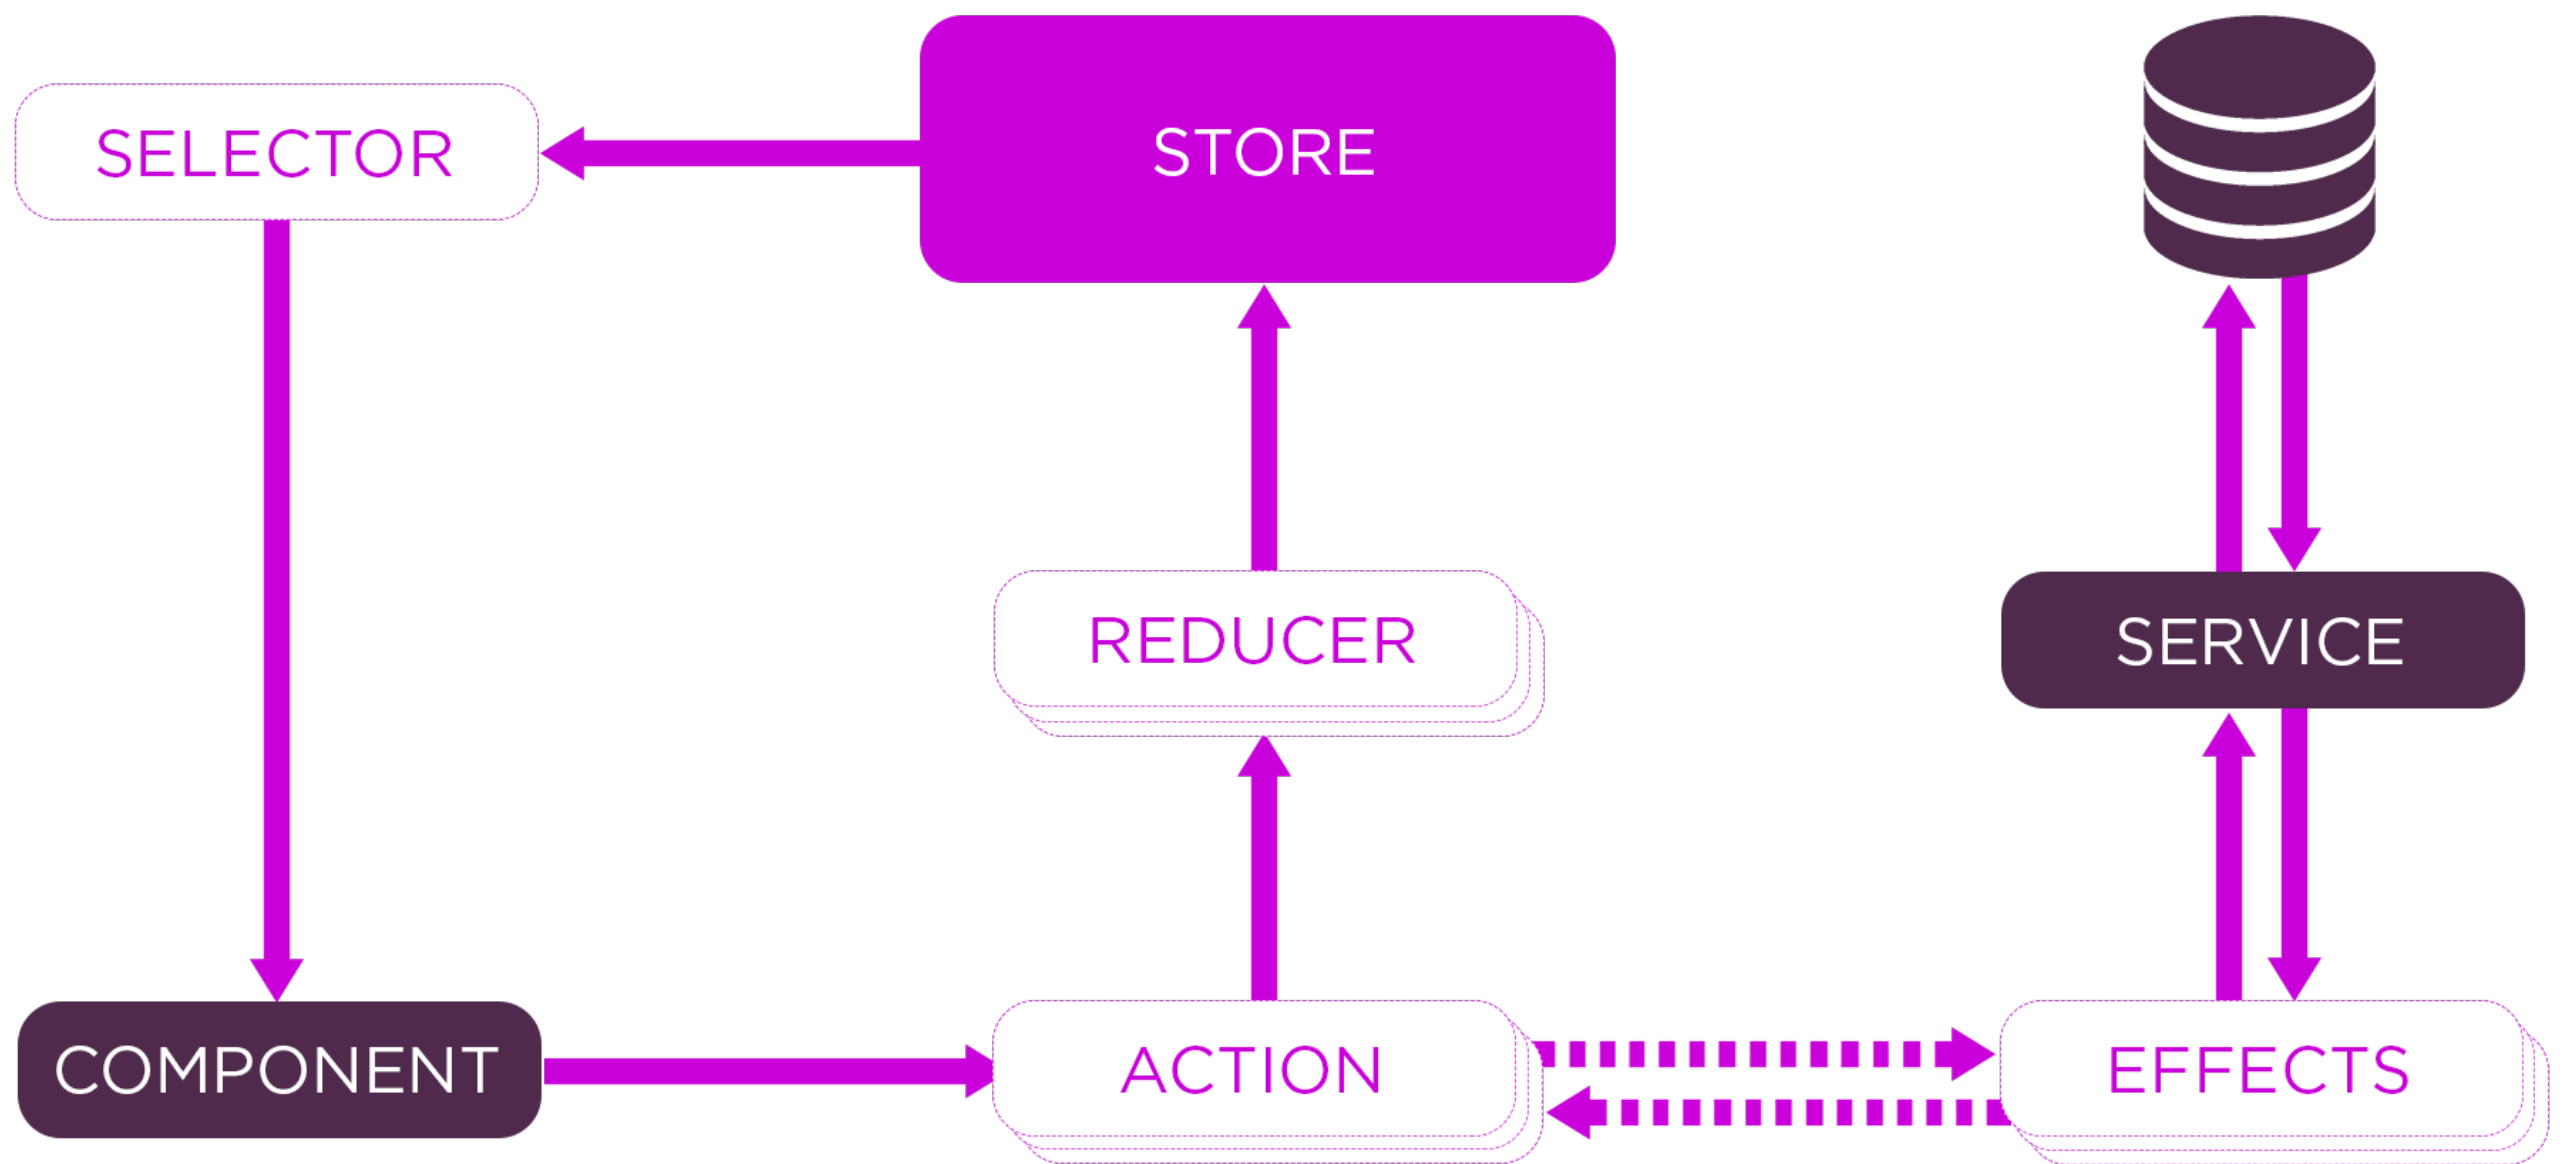 SELECTOR
STORE
REDUCER
SERVICE
COMPONENT
ACTION
EFFECTS